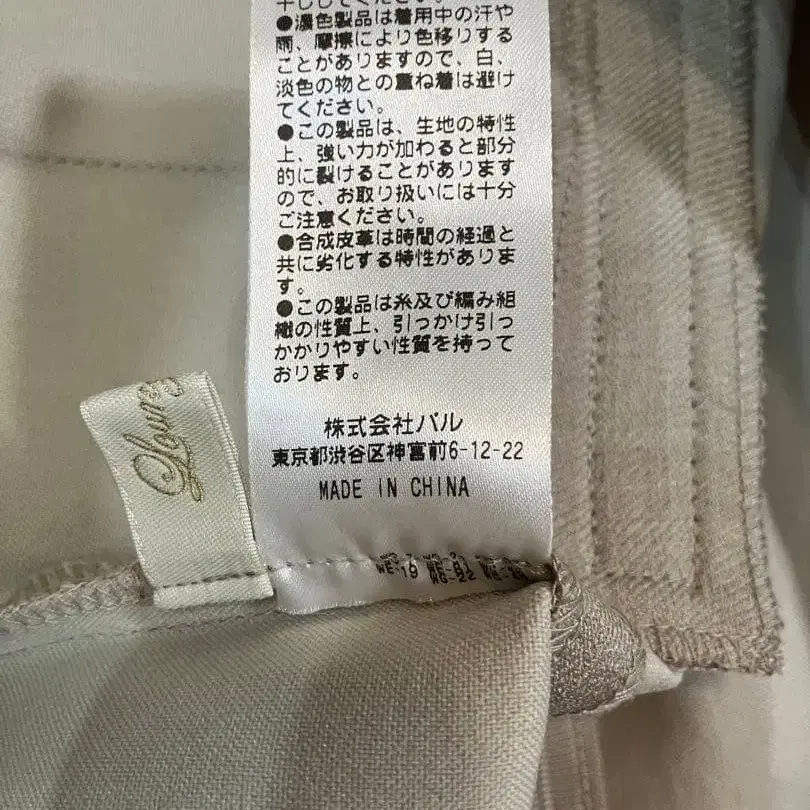 干ししてください。
●濃色製品は着用中の汗や
雨、摩擦により色移りする
ことがありますので、白、
淡色の物との重ね着は避け
てください。
●この製品は、生地の特性
上、強い力が加わると部分
的に裂けることがあります
ので、お取り扱いには十分
ご注意ください。
●合成皮革は時間の経過と
共に劣化する特性がありま
す。
●この製品は糸及び編み組
織の性質上、引っかけ引っ
かかりやすい性質を持って
おります。
株式会社パル
東京都渋谷区神宮前6-12-22
MADE IN CHINA